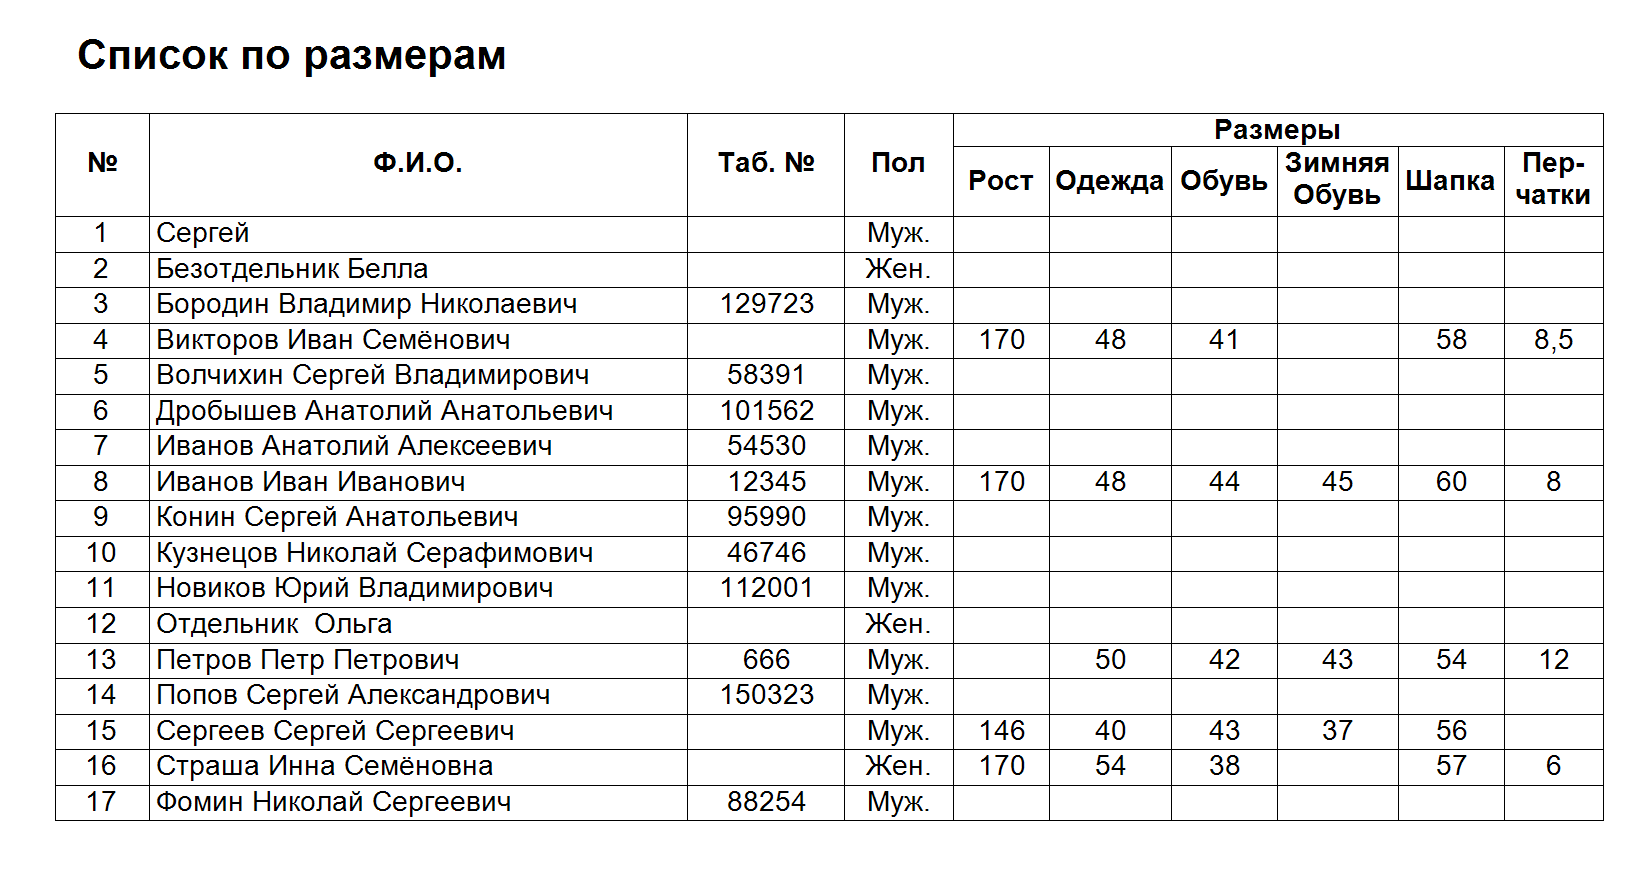 Список по размерам
№ Ф.И.О. Таб. № Пол Размеры
Рост Одежда Обувь Зимняя Обувь Шапка Пер-чатки
1 Сергей Муж.
2 Безотдельник Белла Жен.
3 Бородин Владимир Николаевич 129723 Муж.
4 Викторов Иван Семёнович Муж. 170 48 41 58 8,5
5 Волчихин Сергей Владимирович 58391 Муж.
6 Дробышев Анатолий Анатольевич 101562 Муж.
7 Иванов Анатолий Алексеевич 54530 Муж.
8 Иванов Иван Иванович 12345 Муж. 170 48 44 45 60 8
9 Конин Сергей Анатольевич 95990 Муж.
10 Кузнецов Николай Серафимович 46746 Муж.
11 Новиков Юрий Владимирович 112001 Муж.
12 Отдельник  Ольга Жен.
13 Петров Петр Петрович 666 Муж. 50 42 43 54 12
14 Попов Сергей Александрович 150323 Муж.
15 Сергеев Сергей Сергеевич Муж. 146 40 43 37 56
16 Страша Инна Семёновна Жен. 170 54 38 57 6
17 Фомин Николай Сергеевич 88254 Муж.